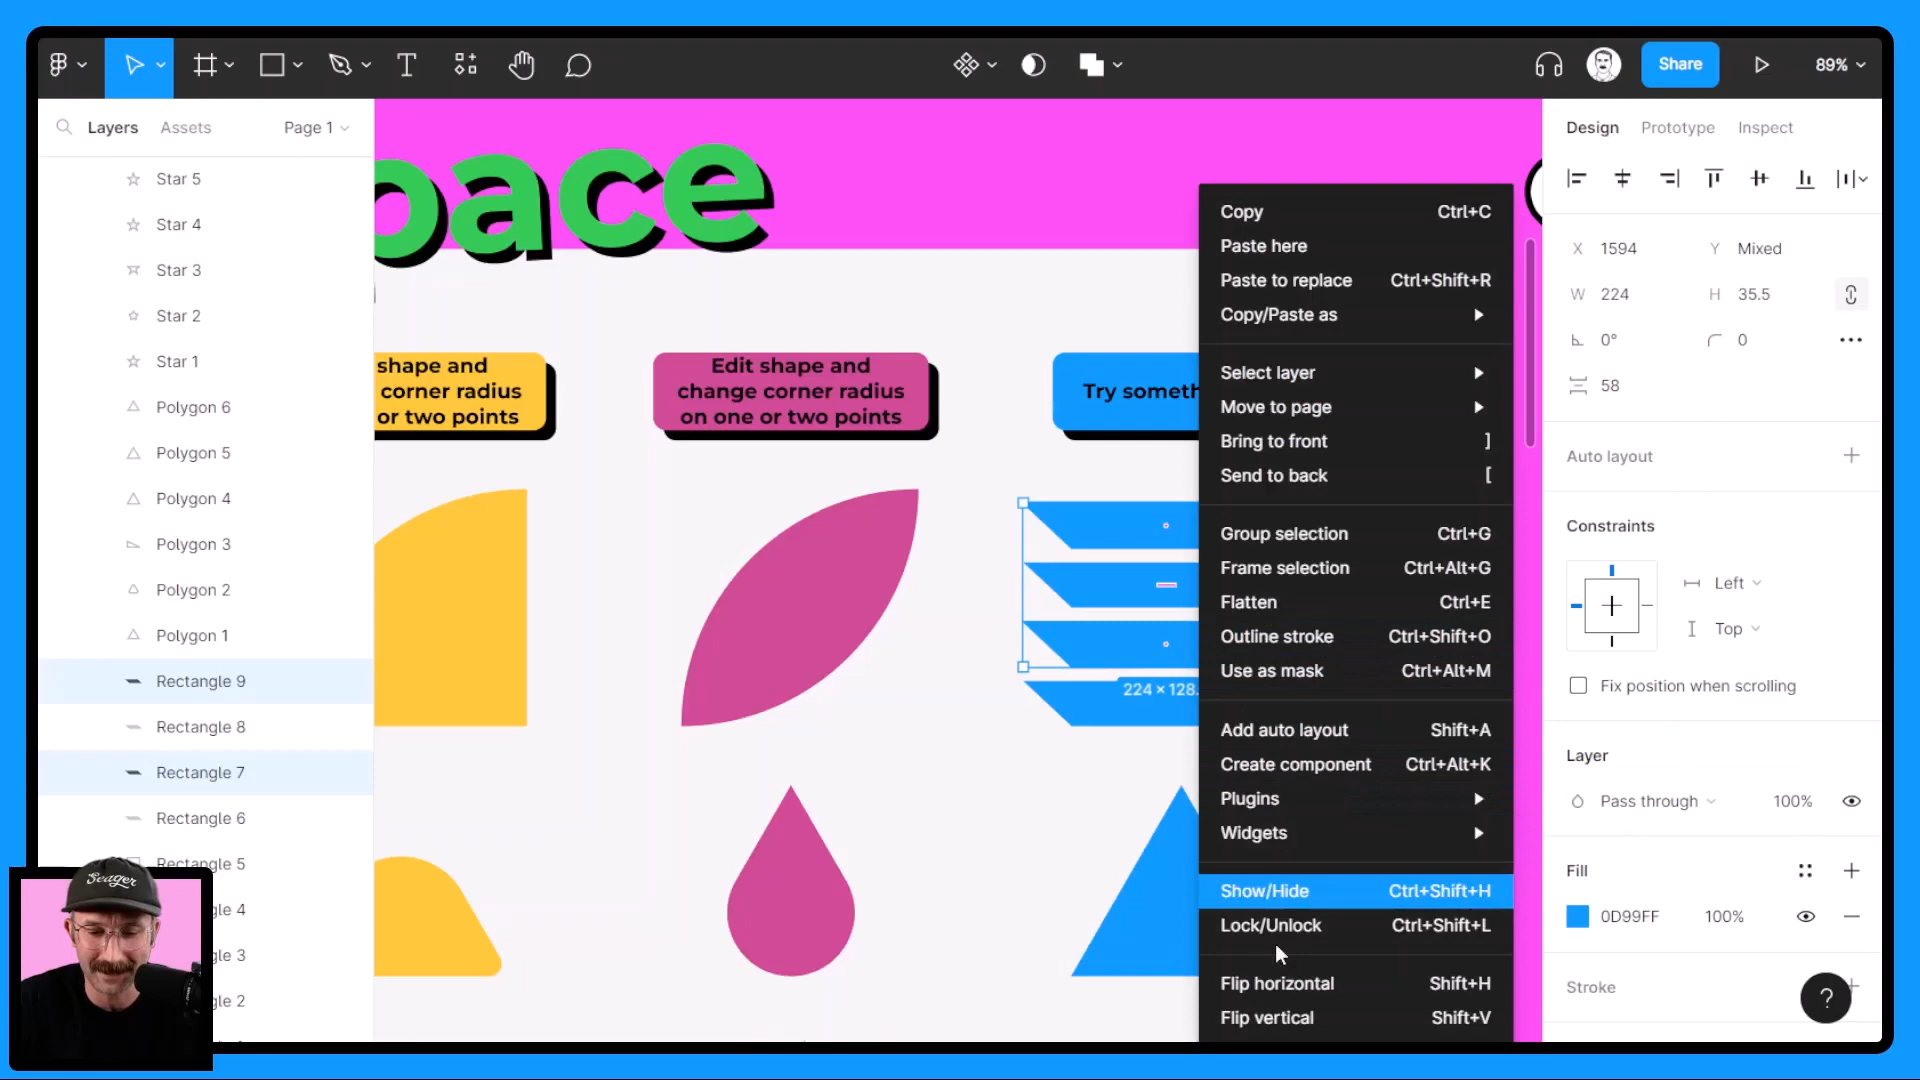 Share
89%
Layers
Assets
Page 1
Design
Prototype
Inspect
Star 5
Star 4
Star 3
Star 2
Star 1
Polygon 6
Polygon 5
Polygon 4
Polygon 3
Polygon 2
Polygon 1
Rectangle 9
Rectangle 8
Rectangle 7
Rectangle 6
Rectangle 5
gle 4
gle 3
gle 2
Seager
pace
shape and
corner radius
or two points
Edit shape and
change corner radius
on one or two points
Try someth
224 × 128.
Copy Ctrl+C
Paste here
Paste to replace Ctrl+Shift+R
Copy/Paste as
Select layer
Move to page
Bring to front ]
Send to back [
Group selection Ctrl+G
Frame selection Ctrl+Alt+G
Flatten Ctrl+E
Outline stroke Ctrl+Shift+O
Use as mask Ctrl+Alt+M
Add auto layout Shift+A
Create component Ctrl+Alt+K
Plugins
Widgets
Show/Hide Ctrl+Shift+H
Lock/Unlock Ctrl+Shift+L
Flip horizontal Shift+H
Flip vertical Shift+V
X 1594 Y Mixed
W 224 H 35.5
0° 0
58
Auto layout
Constraints
Left
Top
Fix position when scrolling
Layer
Pass through 100%
Fill
0D99FF 100%
Stroke
?